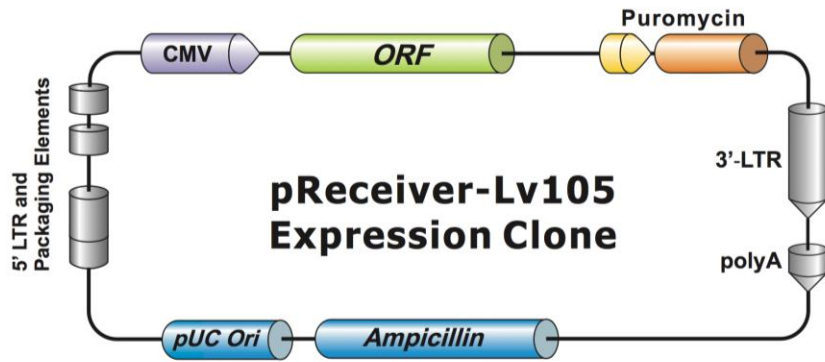 Puromycin
CMV
ORF
5' LTR and
Packaging Elements
3'-LTR
pReceiver-Lv105
Expression Clone
polyA
pUC Ori
Ampicillin